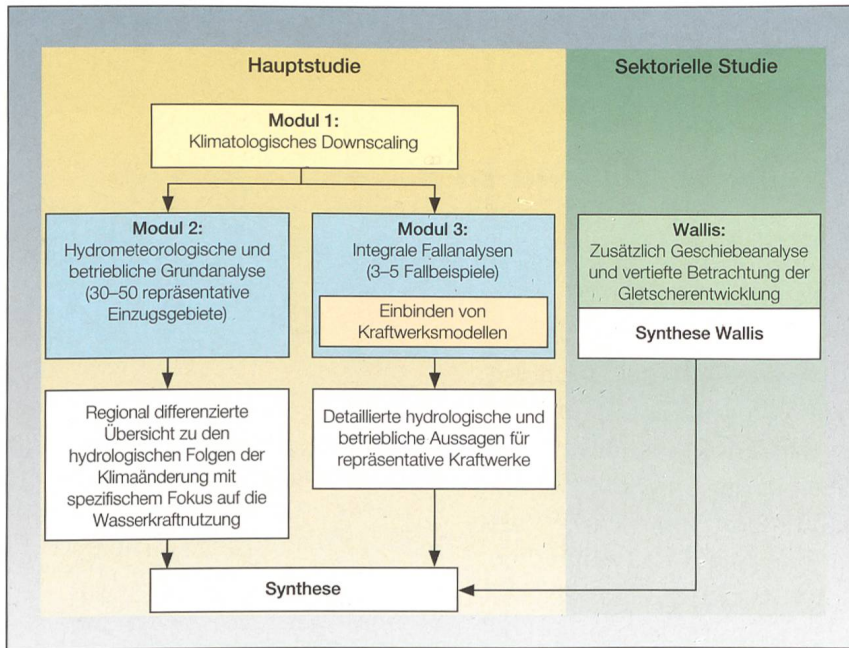 Hauptstudie
Sektorielle Studie
Modul 1:
Klimatologisches Downscaling
Modul 2:
Hydrometeorologische und
betriebliche Grundanalyse
(30–50 repräsentative
Einzugsgebiete)
Modul 3:
Integrale Fallanalysen
(3–5 Fallbeispiele)
Einbinden von
Kraftwerksmodellen
Wallis:
Zusätzlich Geschiebeanalyse
und vertiefte Betrachtung der
Gletscherentwicklung
Synthese Wallis
Regional differenzierte
Übersicht zu den
hydrologischen Folgen der
Klimaänderung mit
spezifischem Fokus auf die
Wasserkraftnutzung
Detaillierte hydrologische und
betriebliche Aussagen für
repräsentative Kraftwerke
Synthese